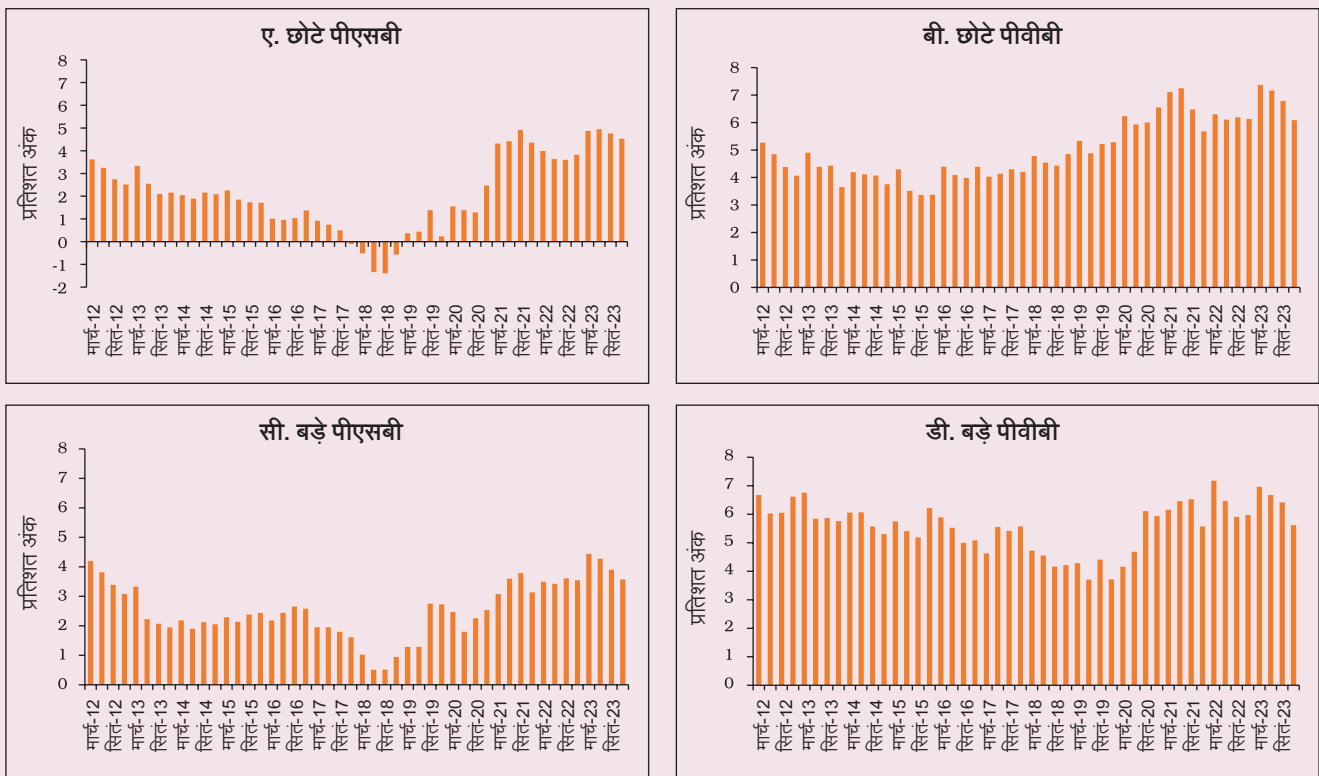 ए. छोटे पीएसबी
प्रतिशत अंक
8
7
6
5
4
3
2
1
0
-1
-2
मार्च-12
सितं-12
मार्च-13
सितं-13
मार्च-14
सितं-14
मार्च-15
सितं-15
मार्च-16
सितं-16
मार्च-17
सितं-17
मार्च-18
सितं-18
मार्च-19
सितं-19
मार्च-20
सितं-20
मार्च-21
सितं-21
मार्च-22
सितं-22
मार्च-23
सितं-23
बी. छोटे पीवीबी
प्रतिशत अंक
8
7
6
5
4
3
2
1
0
मार्च-12
सितं-12
मार्च-13
सितं-13
मार्च-14
सितं-14
मार्च-15
सितं-15
मार्च-16
सितं-16
मार्च-17
सितं-17
मार्च-18
सितं-18
मार्च-19
सितं-19
मार्च-20
सितं-20
मार्च-21
सितं-21
मार्च-22
सितं-22
मार्च-23
सितं-23
सी. बड़े पीएसबी
प्रतिशत अंक
8
7
6
5
4
3
2
1
0
मार्च-12
सितं-12
मार्च-13
सितं-13
मार्च-14
सितं-14
मार्च-15
सितं-15
मार्च-16
सितं-16
मार्च-17
सितं-17
मार्च-18
सितं-18
मार्च-19
सितं-19
मार्च-20
सितं-20
मार्च-21
सितं-21
मार्च-22
सितं-22
मार्च-23
सितं-23
डी. बड़े पीवीबी
प्रतिशत अंक
8
7
6
5
4
3
2
1
0
मार्च-12
सितं-12
मार्च-13
सितं-13
मार्च-14
सितं-14
मार्च-15
सितं-15
मार्च-16
सितं-16
मार्च-17
सितं-17
मार्च-18
सितं-18
मार्च-19
सितं-19
मार्च-20
सितं-20
मार्च-21
सितं-21
मार्च-22
सितं-22
मार्च-23
सितं-23